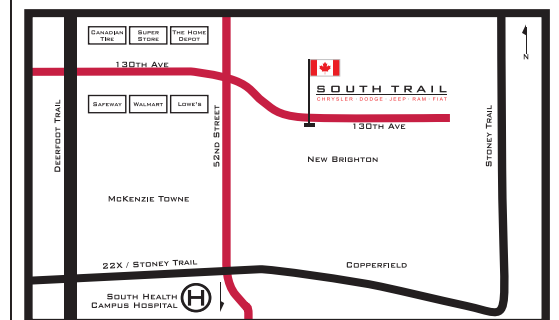 CANADIAN
TIRE
SUPER
STORE
THE HOME
DEPOT
N
130TH AVE
SOUTH TRAIL
CHRYSLER · DODGE · JEEP · RAM · FIAT
SAFEWAY
WALMART
LOWE'S
130TH AVE
DEERFOOT TRAIL
52ND STREET
STONEY TRAIL
NEW BRIGHTON
MCKENZIE TOWNE
22X / STONEY TRAIL
COPPERFIELD
SOUTH HEALTH
CAMPUS HOSPITAL
H